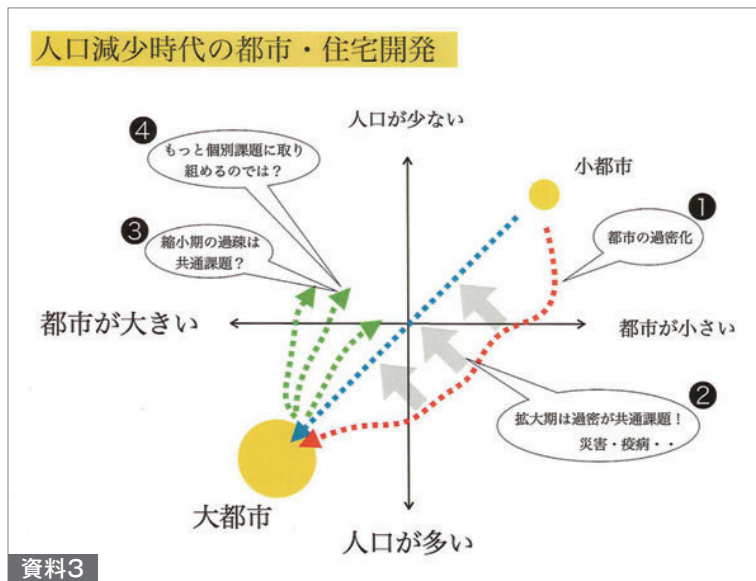 人口減少時代の都市・住宅開発
❹
もっと個別課題に取り
組めるのでは?
人口が少ない
小都市
❶
都市の過密化
❸
縮小期の過疎は
共通課題?
都市が大きい
都市が小さい
❷
拡大期は過密が共通課題!
災害・疫病・・
大都市
人口が多い
資料3